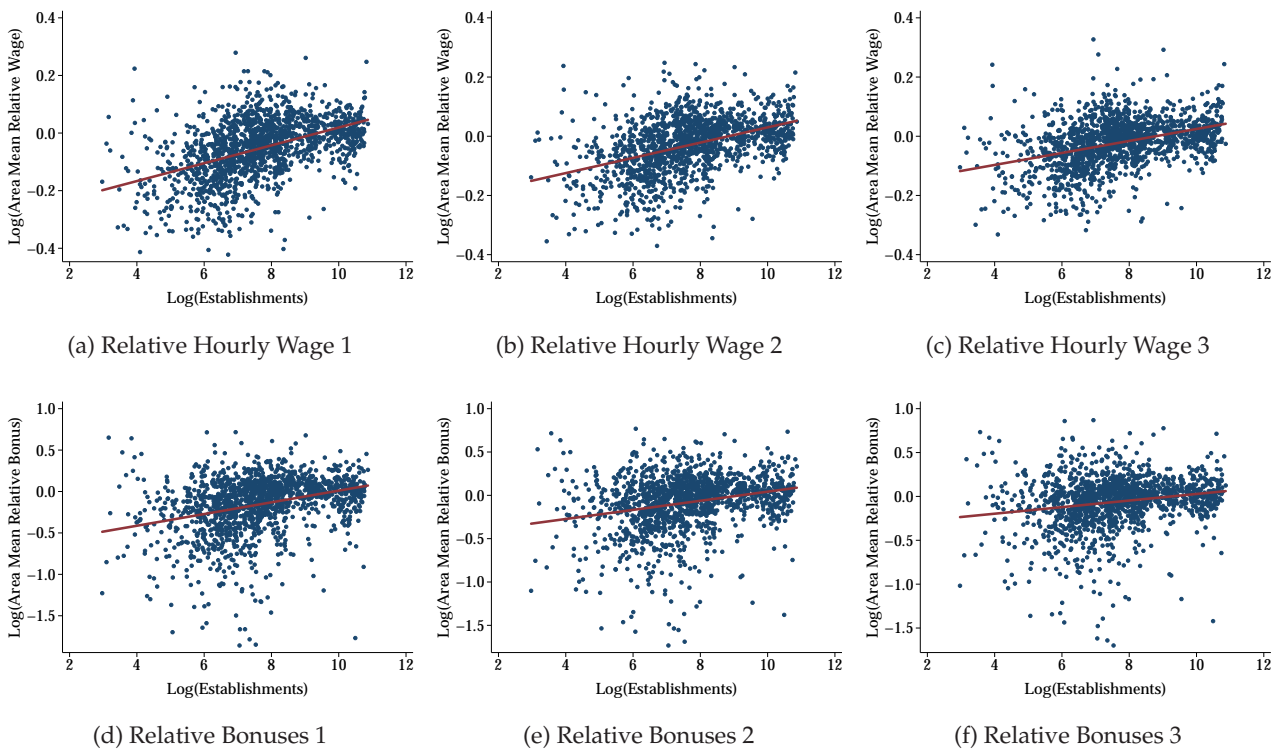 0.4
0.2
0.0
−0.2
−0.4
Log(Area Mean Relative Wage)
2 4 6 8 10 12
Log(Establishments)
(a) Relative Hourly Wage 1
0.4
0.2
0.0
−0.2
−0.4
Log(Area Mean Relative Wage)
2 4 6 8 10 12
Log(Establishments)
(b) Relative Hourly Wage 2
0.4
0.2
0.0
−0.2
−0.4
Log(Area Mean Relative Wage)
2 4 6 8 10 12
Log(Establishments)
(c) Relative Hourly Wage 3
1.0
0.5
0.0
−0.5
−1.0
−1.5
Log(Area Mean Relative Bonus)
2 4 6 8 10 12
Log(Establishments)
(d) Relative Bonuses 1
1.0
0.5
0.0
−0.5
−1.0
−1.5
Log(Area Mean Relative Bonus)
2 4 6 8 10 12
Log(Establishments)
(e) Relative Bonuses 2
1.0
0.5
0.0
−0.5
−1.0
−1.5
Log(Area Mean Relative Bonus)
2 4 6 8 10 12
Log(Establishments)
(f) Relative Bonuses 3